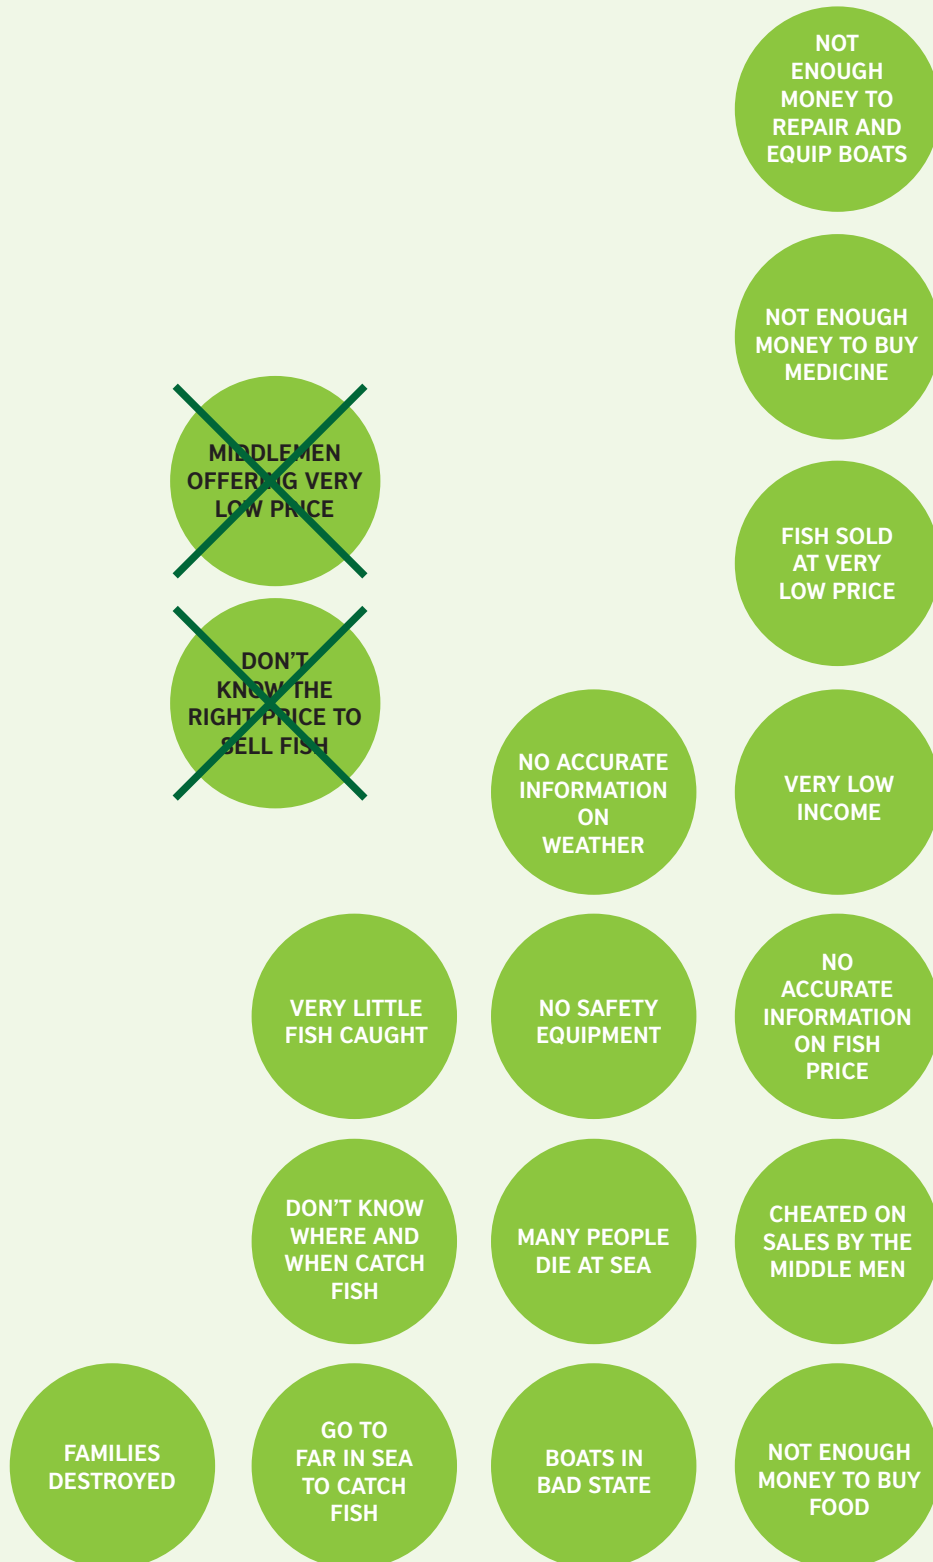 NOT
ENOUGH
MONEY TO
REPAIR AND
EQUIP BOATS
NOT ENOUGH
MONEY TO BUY
MEDICINE
MIDDLEMEN
OFFERING VERY
LOW PRICE
FISH SOLD
AT VERY
LOW PRICE
DON'T
KNOW THE
RIGHT PRICE TO
SELL FISH
NO ACCURATE
INFORMATION
ON
WEATHER
VERY LOW
INCOME
VERY LITTLE
FISH CAUGHT
NO SAFETY
EQUIPMENT
NO
ACCURATE
INFORMATION
ON FISH
PRICE
DON'T KNOW
WHERE AND
WHEN CATCH
FISH
MANY PEOPLE
DIE AT SEA
CHEATED ON
SALES BY THE
MIDDLE MEN
FAMILIES
DESTROYED
GO TO
FAR IN SEA
TO CATCH
FISH
BOATS IN
BAD STATE
NOT ENOUGH
MONEY TO BUY
FOOD